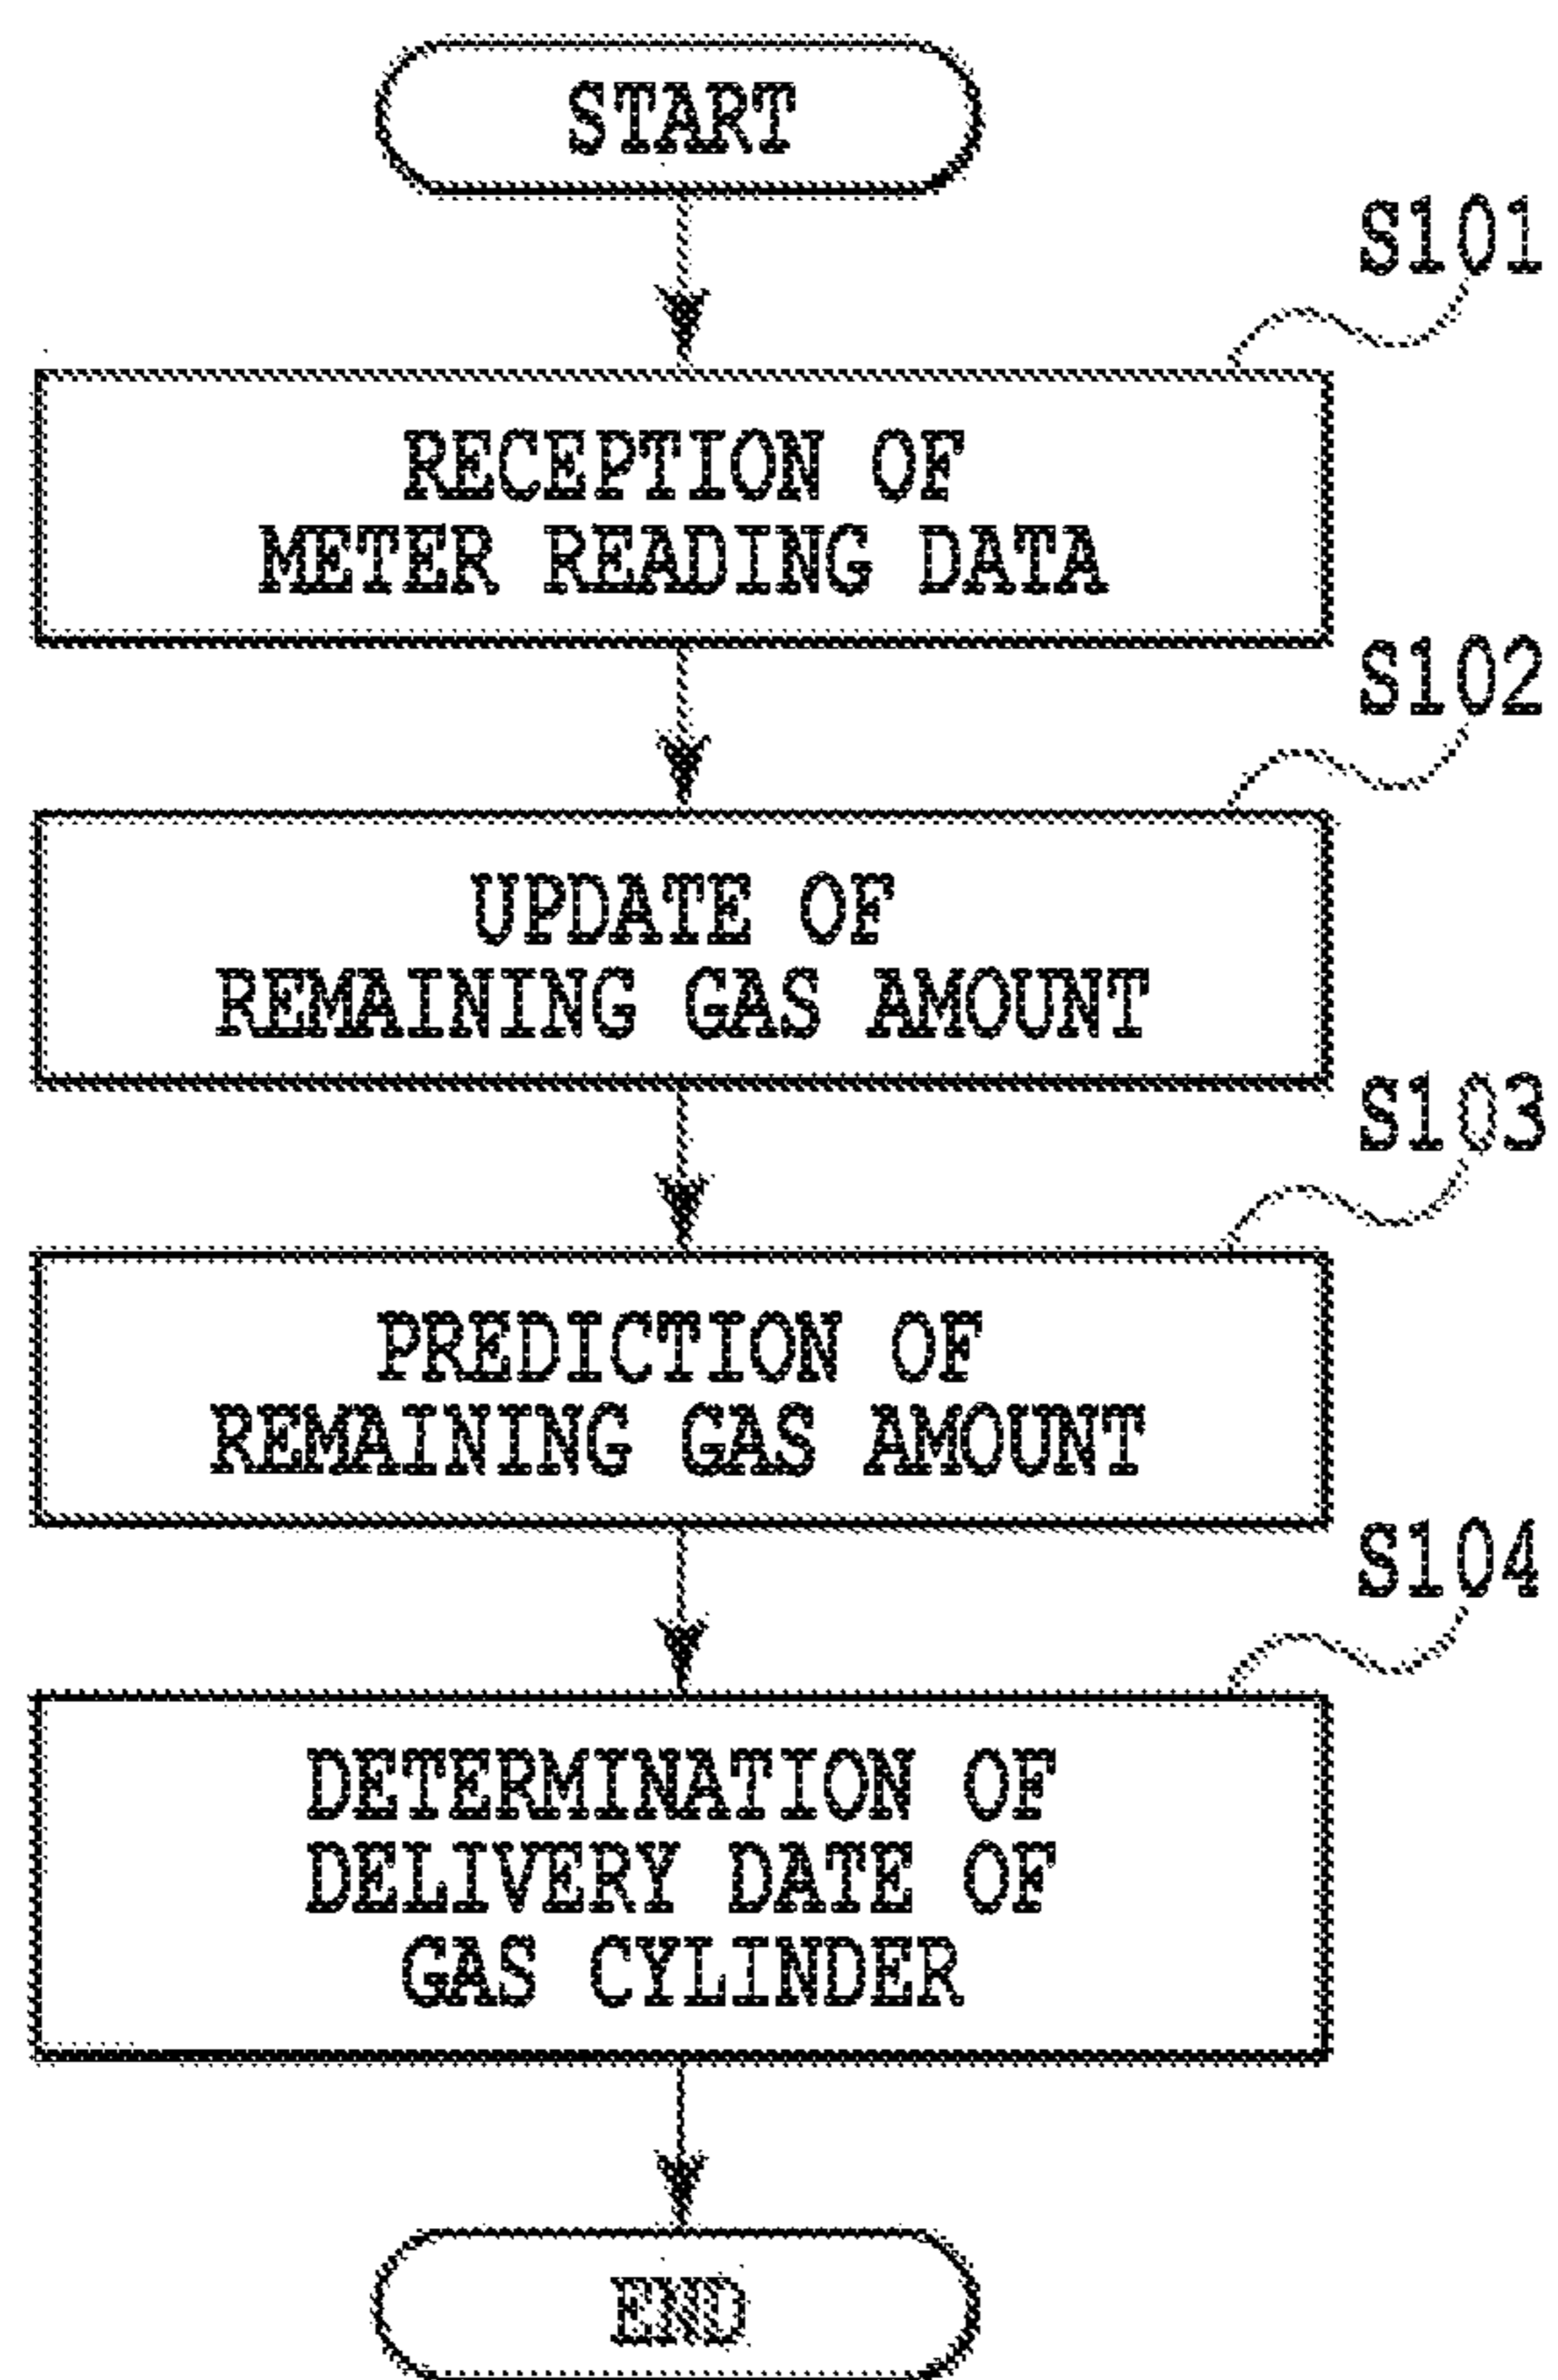 START
S101
RECEPTION OF
METER READING DATA
S102
UPDATE OF
REMAINING GAS AMOUNT
S103
PREDICTION OF
REMAINING GAS AMOUNT
S104
DETERMINATION OF
DELIVERY DATE OF
GAS CYLINDER
END